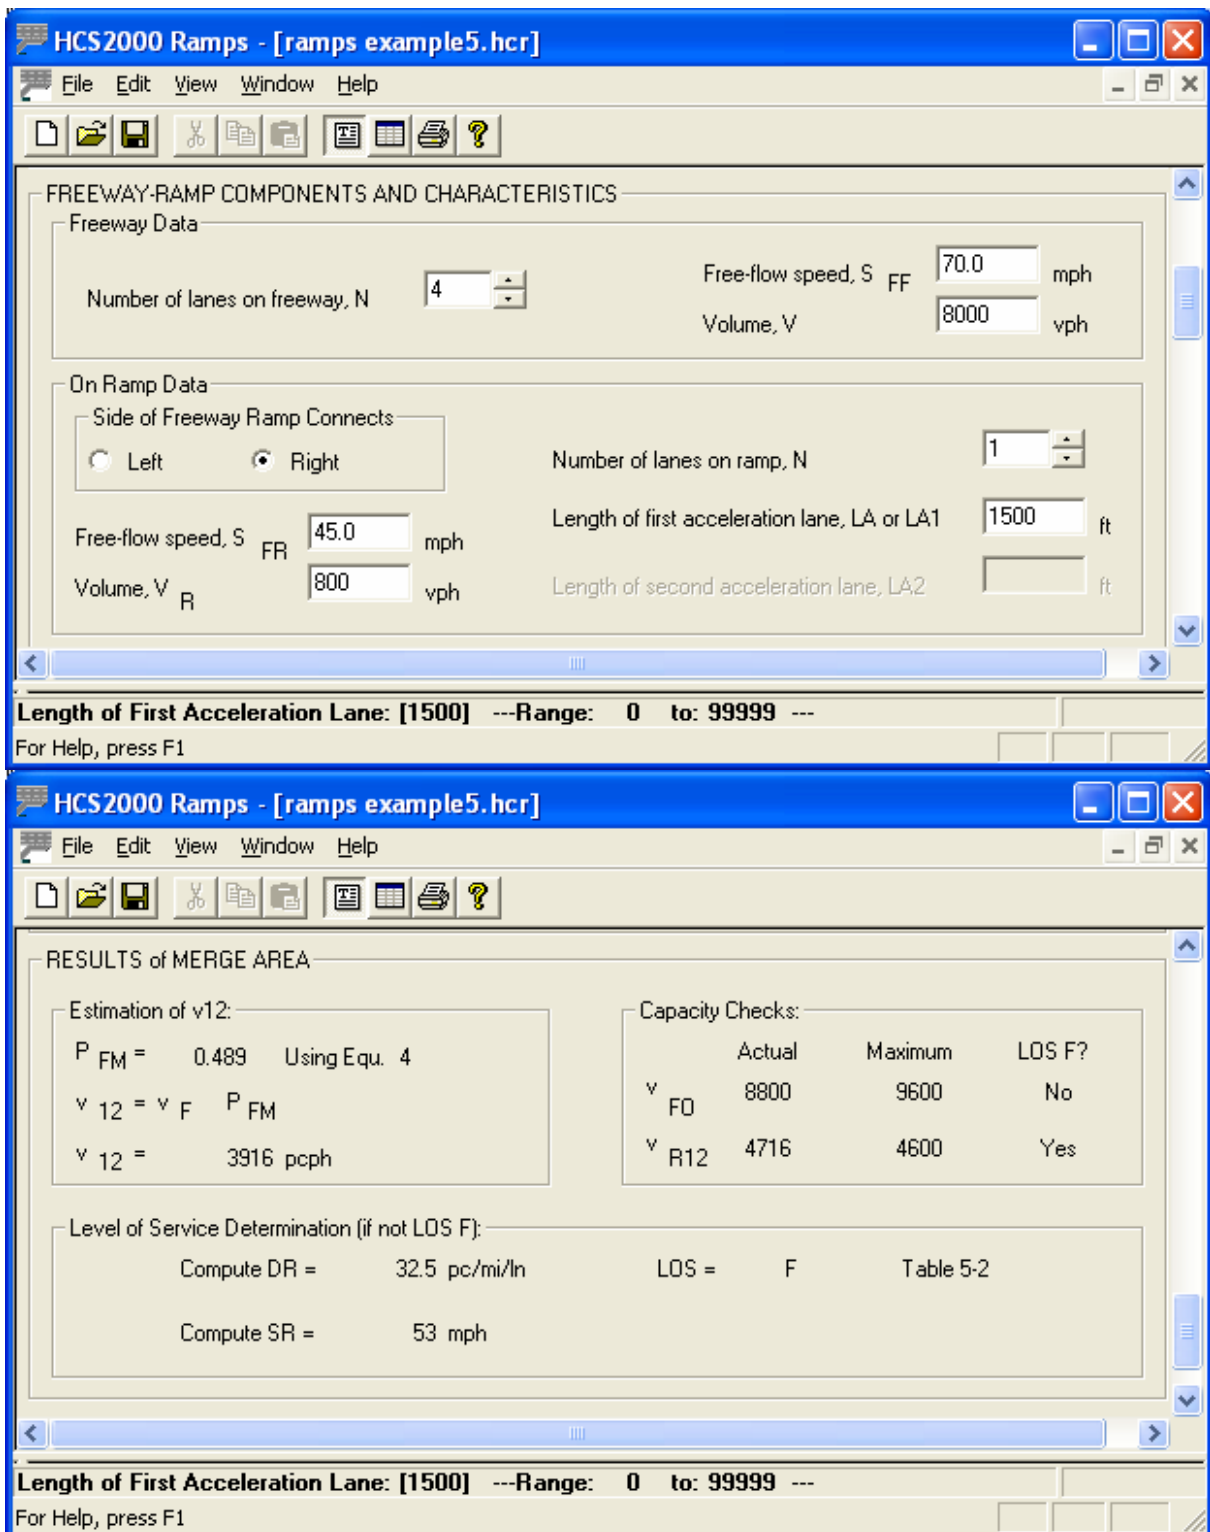 HCS2000 Ramps - [ramps example5.hcr]
File Edit View Window Help
FREEWAY-RAMP COMPONENTS AND CHARACTERISTICS
Freeway Data
Number of lanes on freeway, N 4
Free-flow speed, S FF 70.0 mph
Volume, V 8000 vph
On Ramp Data
Side of Freeway Ramp Connects
Left Right
Number of lanes on ramp, N 1
Free-flow speed, S FR 45.0 mph
Length of first acceleration lane, LA or LA1 1500 ft
Volume, V R 800 vph
Length of second acceleration lane, LA2 ft
Length of First Acceleration Lane: [1500] ---Range: 0 to: 99999 ---
For Help, press F1
HCS2000 Ramps - [ramps example5.hcr]
File Edit View Window Help
RESULTS of MERGE AREA
Estimation of v12:
P FM = 0.489 Using Equ. 4
v 12 = v F P FM
v 12 = 3916 pcph
Capacity Checks:
Actual Maximum LOS F?
v FO 8800 9600 No
v R12 4716 4600 Yes
Level of Service Determination (if not LOS F):
Compute DR = 32.5 pc/mi/ln LOS = F Table 5-2
Compute SR = 53 mph
Length of First Acceleration Lane: [1500] ---Range: 0 to: 99999 ---
For Help, press F1